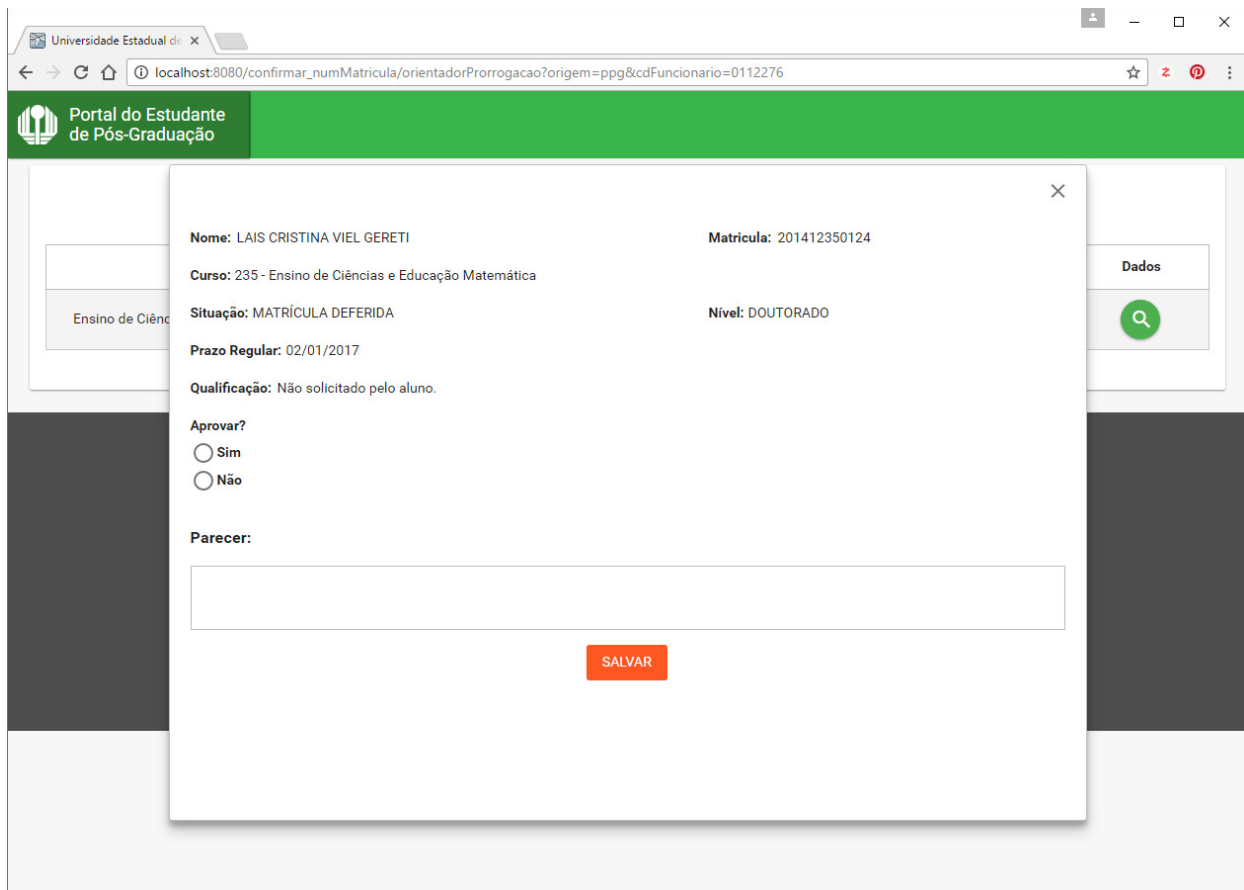 Universidade Estadual de
localhost:8080/confirmar_numMatricula/orientadorProrrogacao?origem=ppg&cdFuncionario=0112276
Portal do Estudante
de Pós-Graduação
Nome: LAIS CRISTINA VIEL GERETI
Matricula: 201412350124
Curso: 235 - Ensino de Ciências e Educação Matemática
Dados
Ensino de Ciênc
Situação: MATRÍCULA DEFERIDA
Nível: DOUTORADO
Prazo Regular: 02/01/2017
Qualificação: Não solicitado pelo aluno.
Aprovar?
Sim
Não
Parecer:
SALVAR